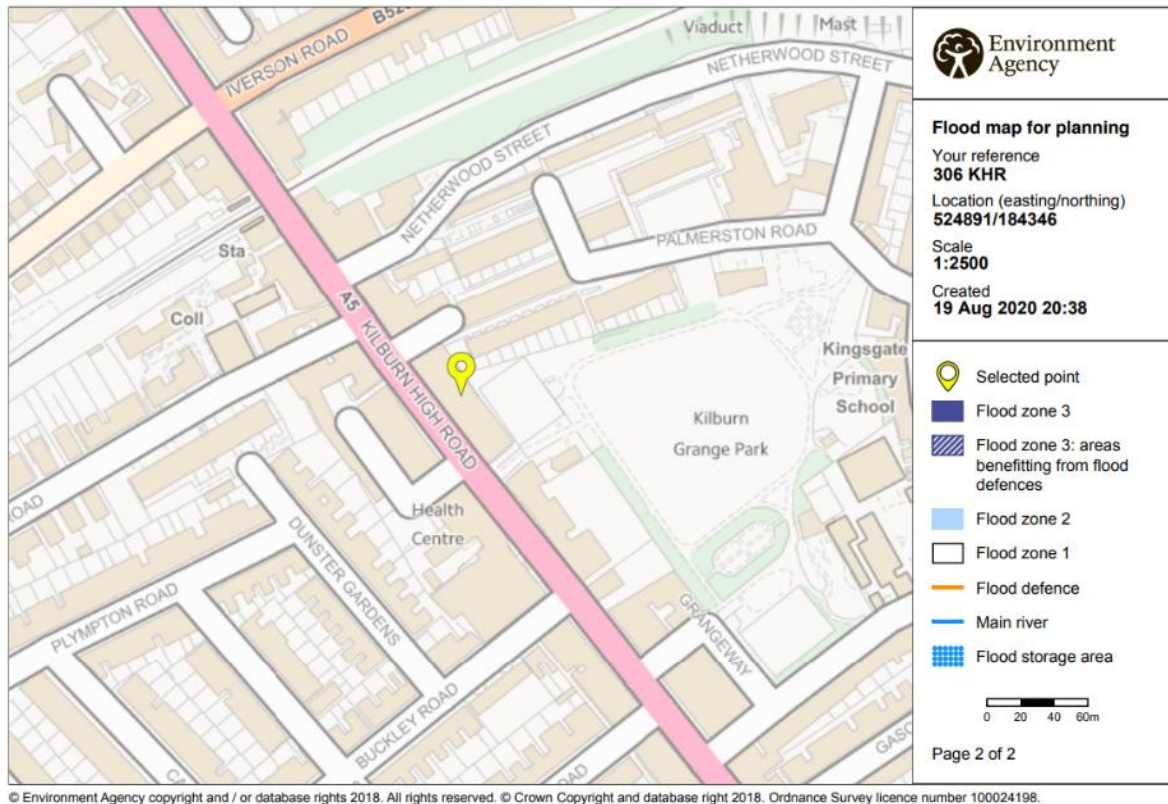 Viaduct
Mast
B520
IVERSON ROAD
NETHERWOOD STREET
NETHERWOOD STREET
PALMERSTON ROAD
Sta
Coll
A5 KILBURN HIGH ROAD
Kingsgate
Primary
School
Kilburn
Grange Park
Health
Centre
ROAD
DUNSTER GARDENS
PLYMPTON ROAD
GRANGEWAY
BUCKLEY ROAD
CA
OAD
GASC
Environment
Agency
Flood map for planning
Your reference
306 KHR
Location (easting/northing)
524891/184346
Scale
1:2500
Created
19 Aug 2020 20:38
Selected point
Flood zone 3
Flood zone 3: areas
benefitting from flood
defences
Flood zone 2
Flood zone 1
Flood defence
Main river
Flood storage area
0 20 40 60m
Page 2 of 2
© Environment Agency copyright and / or database rights 2018. All rights reserved. © Crown Copyright and database right 2018. Ordnance Survey licence number 100024198.